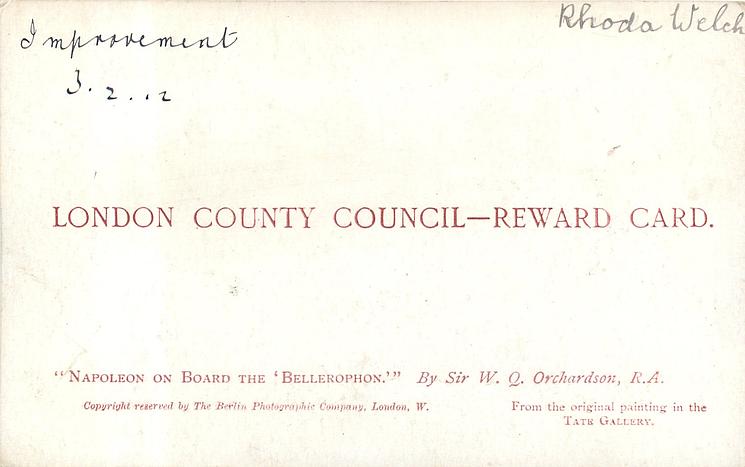 Rhoda Welch
Improvement
3.2.12
LONDON COUNTY COUNCIL—REWARD CARD.
"NAPOLEON ON BOARD THE 'BELLEROPHON.'" By Sir W. Q. Orchardson, R.A.
Copyright reserved by The Berlin Photographic Company, London, W.
From the original painting in the
TATE GALLERY.